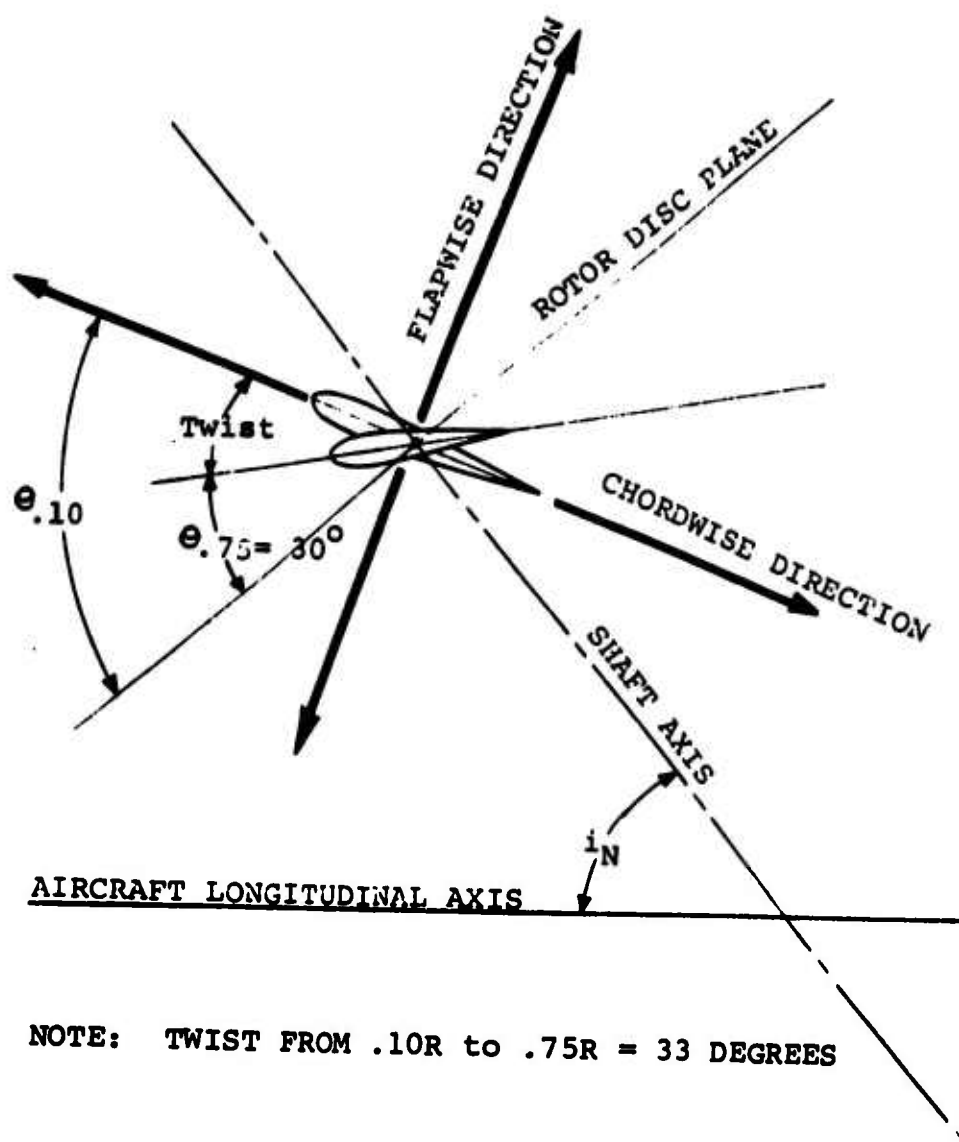 FLAPWISE DIRECTION
ROTOR DISC PLANE
Twist
Θ.10
Θ.75= 30°
CHORDWISE DIRECTION
SHAFT AXIS
iN
AIRCRAFT LONGITUDINAL AXIS
NOTE: TWIST FROM .10R to .75R = 33 DEGREES